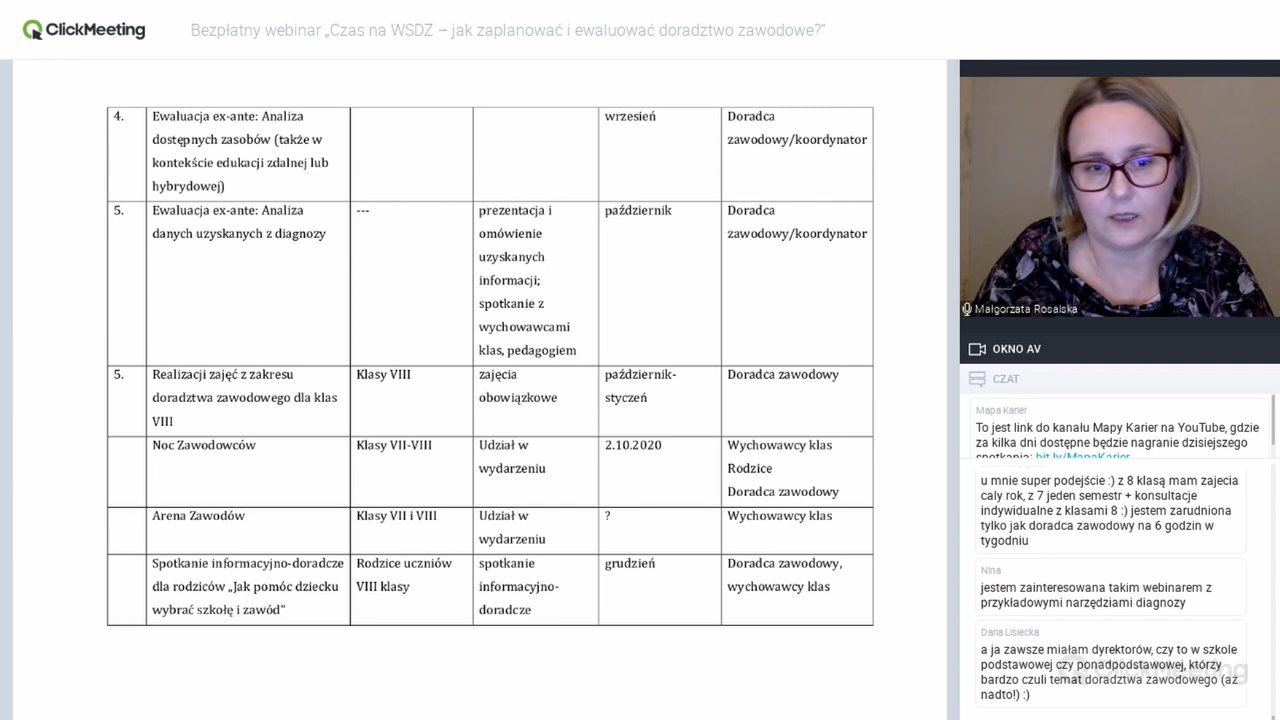 ClickMeeting
Bezpłatny webinar „Czas na WSDZ – jak zaplanować i ewaluować doradztwo zawodowe?”
4.
Ewaluacja ex-ante: Analiza
dostępnych zasobów (także w
kontekście edukacji zdalnej lub
hybrydowej)
wrzesień
Doradca
zawodowy/koordynator
5.
Ewaluacja ex-ante: Analiza
danych uzyskanych z diagnozy
---
prezentacja i
omówienie
uzyskanych
informacji;
spotkanie z
wychowawcami
klas, pedagogiem
październik
Doradca
zawodowy/koordynator
5.
Realizacji zajęć z zakresu
doradztwa zawodowego dla klas
VIII
Klasy VIII
zajęcia
obowiązkowe
październik-
styczeń
Doradca zawodowy
Noc Zawodowców
Klasy VII-VIII
Udział w
wydarzeniu
2.10.2020
Wychowawcy klas
Rodzice
Doradca zawodowy
Arena Zawodów
Klasy VII i VIII
Udział w
wydarzeniu
?
Wychowawcy klas
Spotkanie informacyjno-doradcze
dla rodziców „Jak pomóc dziecku
wybrać szkołę i zawód”
Rodzice uczniów
VIII klasy
spotkanie
informacyjno-
doradcze
grudzień
Doradca zawodowy,
wychowawcy klas
Małgorzata Rosalska
OKNO AV
CZAT
Mapa Karier
To jest link do kanału Mapy Karier na YouTube, gdzie
za kilka dni dostępne będzie nagranie dzisiejszego
spotkania: bit.ly/MapaKarier
u mnie super podejście :) z 8 klasą mam zajecia
caly rok, z 7 jeden semestr + konsultacje
indywidualne z klasami 8 :) jestem zarudniona
tylko jak doradca zawodowy na 6 godzin w
tygodniu
Nina
jestem zainteresowana takim webinarem z
przykładowymi narzędziami diagnozy
Daria Lisiecka
a ja zawsze miałam dyrektorów, czy to w szkole
podstawowej czy ponadpodstawowej, którzy
bardzo czuli temat doradztwa zawodowego (aż
nadto!) :)
ClickMeeting